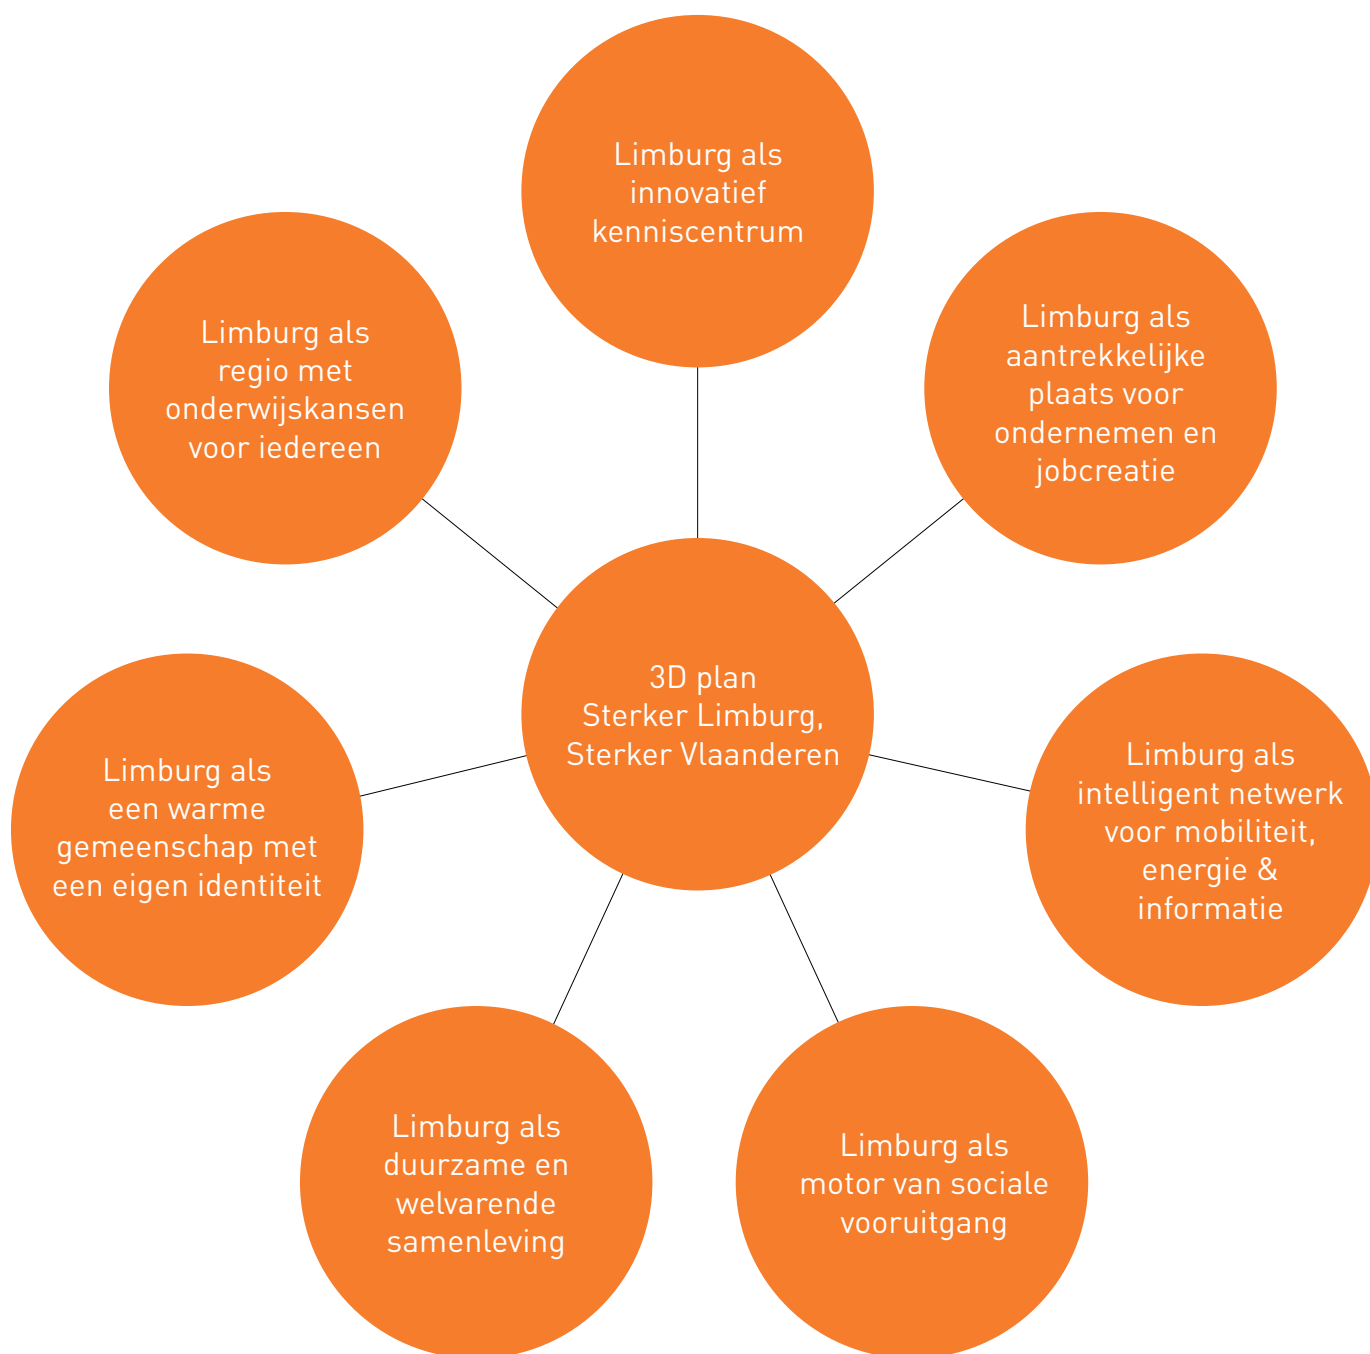 Limburg als
innovatief
kenniscentrum
Limburg als
aantrekkelijke
plaats voor
ondernemen en
jobcreatie
Limburg als
regio met
onderwijskansen
voor iedereen
3D plan
Sterker Limburg,
Sterker Vlaanderen
Limburg als
intelligent netwerk
voor mobiliteit,
energie &
informatie
Limburg als
een warme
gemeenschap met
een eigen identiteit
Limburg als
duurzame en
welvarende
samenleving
Limburg als
motor van sociale
vooruitgang